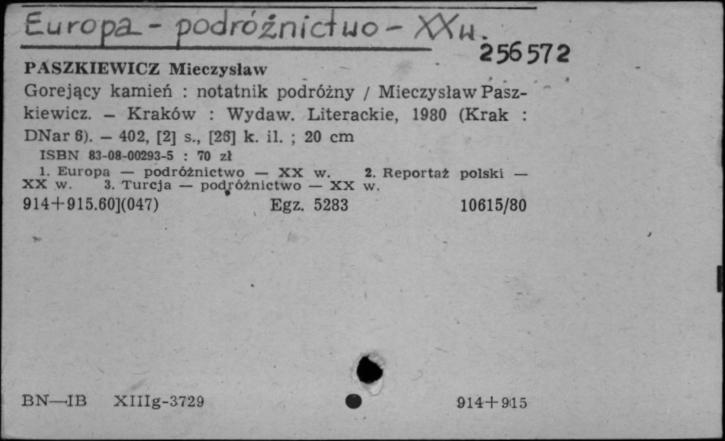 Europa - podróżnictwo - XX w.
256572
PASZKIEWICZ Mieczysław
Gorejący kamień : notatnik podróżny / Mieczysław Pasz-
kiewicz. — Kraków : Wydaw. Literackie, 1980 (Krak :
DNar 6). — 402, [2] s., [26] k. il. ; 20 cm
ISBN 83-08-00293-5 : 70 zł
1. Europa — podróżnictwo — XX w. 2. Reportaż polski —
XX w. 3. Turcja — podróżnictwo — XX w.
914+915.60](047) Egz. 5283 10615/80
BN—IB XIIIg-3729 914+915